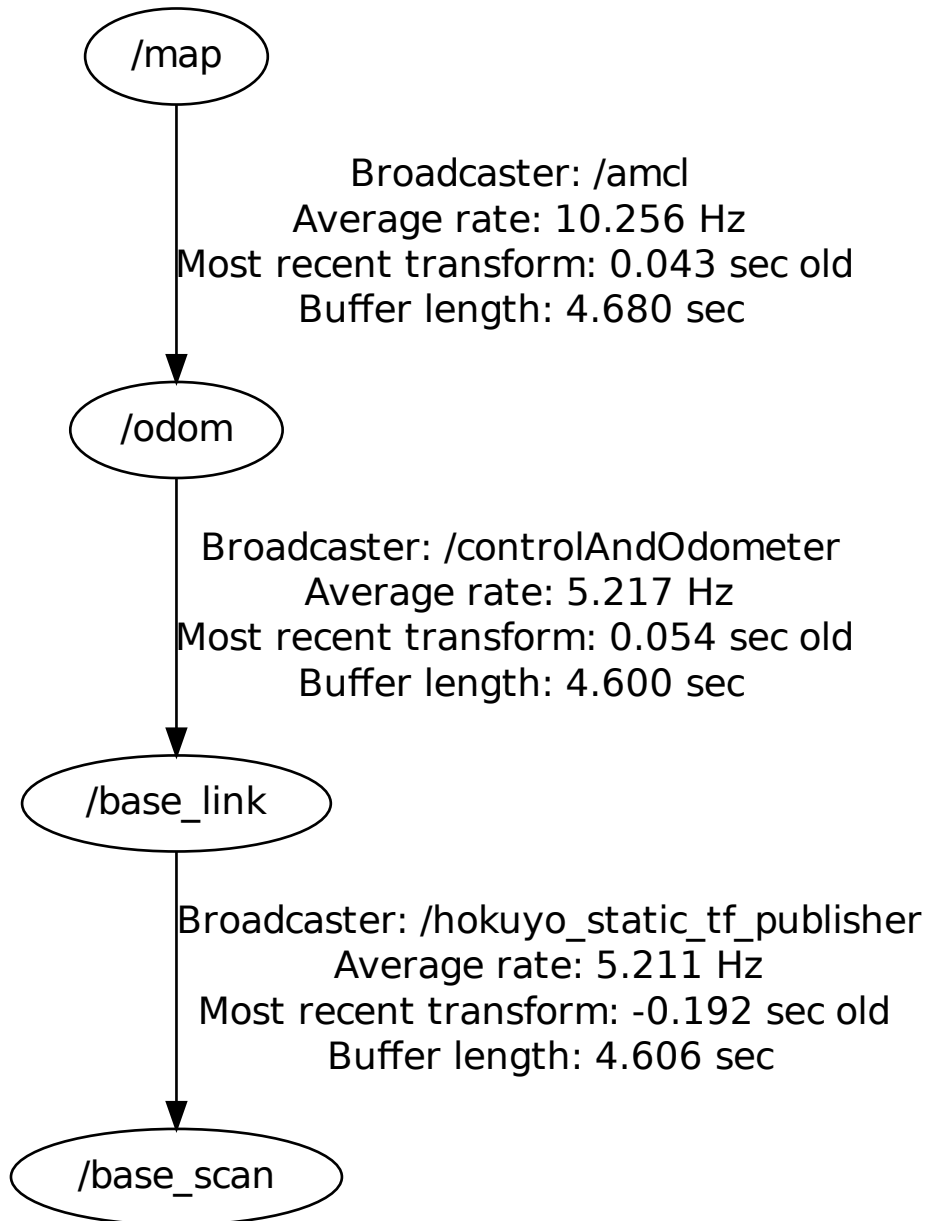 /map
Broadcaster: /amcl
Average rate: 10.256 Hz
Most recent transform: 0.043 sec old
Buffer length: 4.680 sec
/odom
Broadcaster: /controlAndOdometer
Average rate: 5.217 Hz
Most recent transform: 0.054 sec old
Buffer length: 4.600 sec
/base_link
Broadcaster: /hokuyo_static_tf_publisher
Average rate: 5.211 Hz
Most recent transform: -0.192 sec old
Buffer length: 4.606 sec
/base_scan